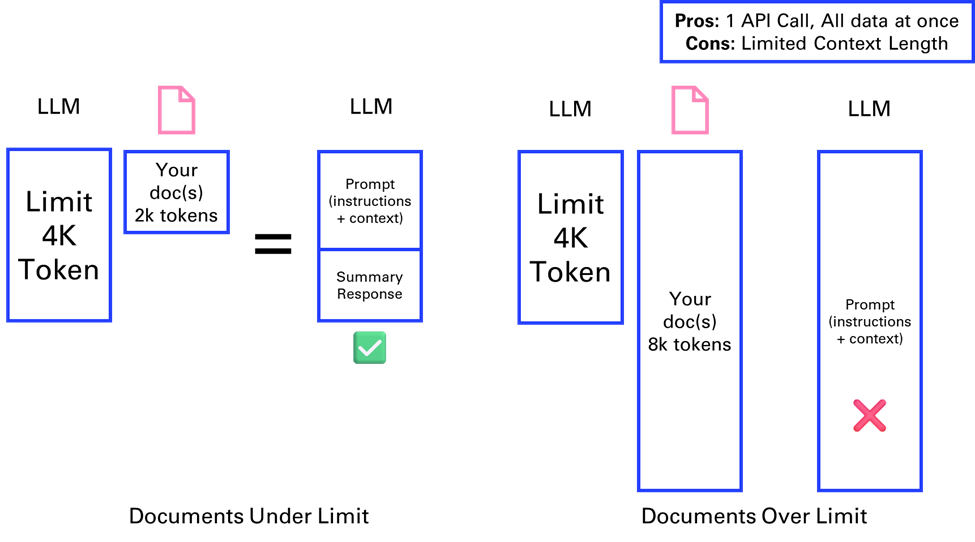 Pros: 1 API Call, All data at once
Cons: Limited Context Length
LLM
LLM
LLM
LLM
Limit
4K
Token
Your
doc(s)
2k tokens
Prompt
(instructions
+ context)
Summary
Response
Limit
4K
Token
Your
doc(s)
8k tokens
Prompt
(instructions
+ context)
Documents Under Limit
Documents Over Limit